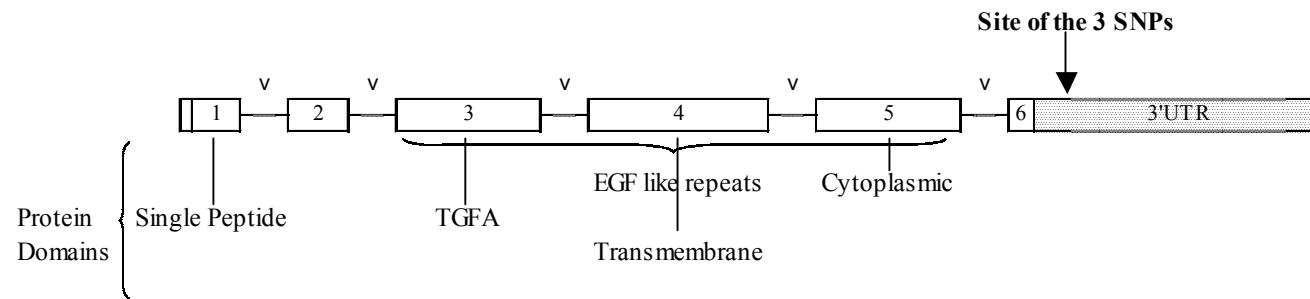 Site of the 3 SNPs
v v v v v
1 2 3 4 5 6 3'UTR
EGF like repeats Cytoplasmic
Protein Single Peptide TGFA
Domains Transmembrane